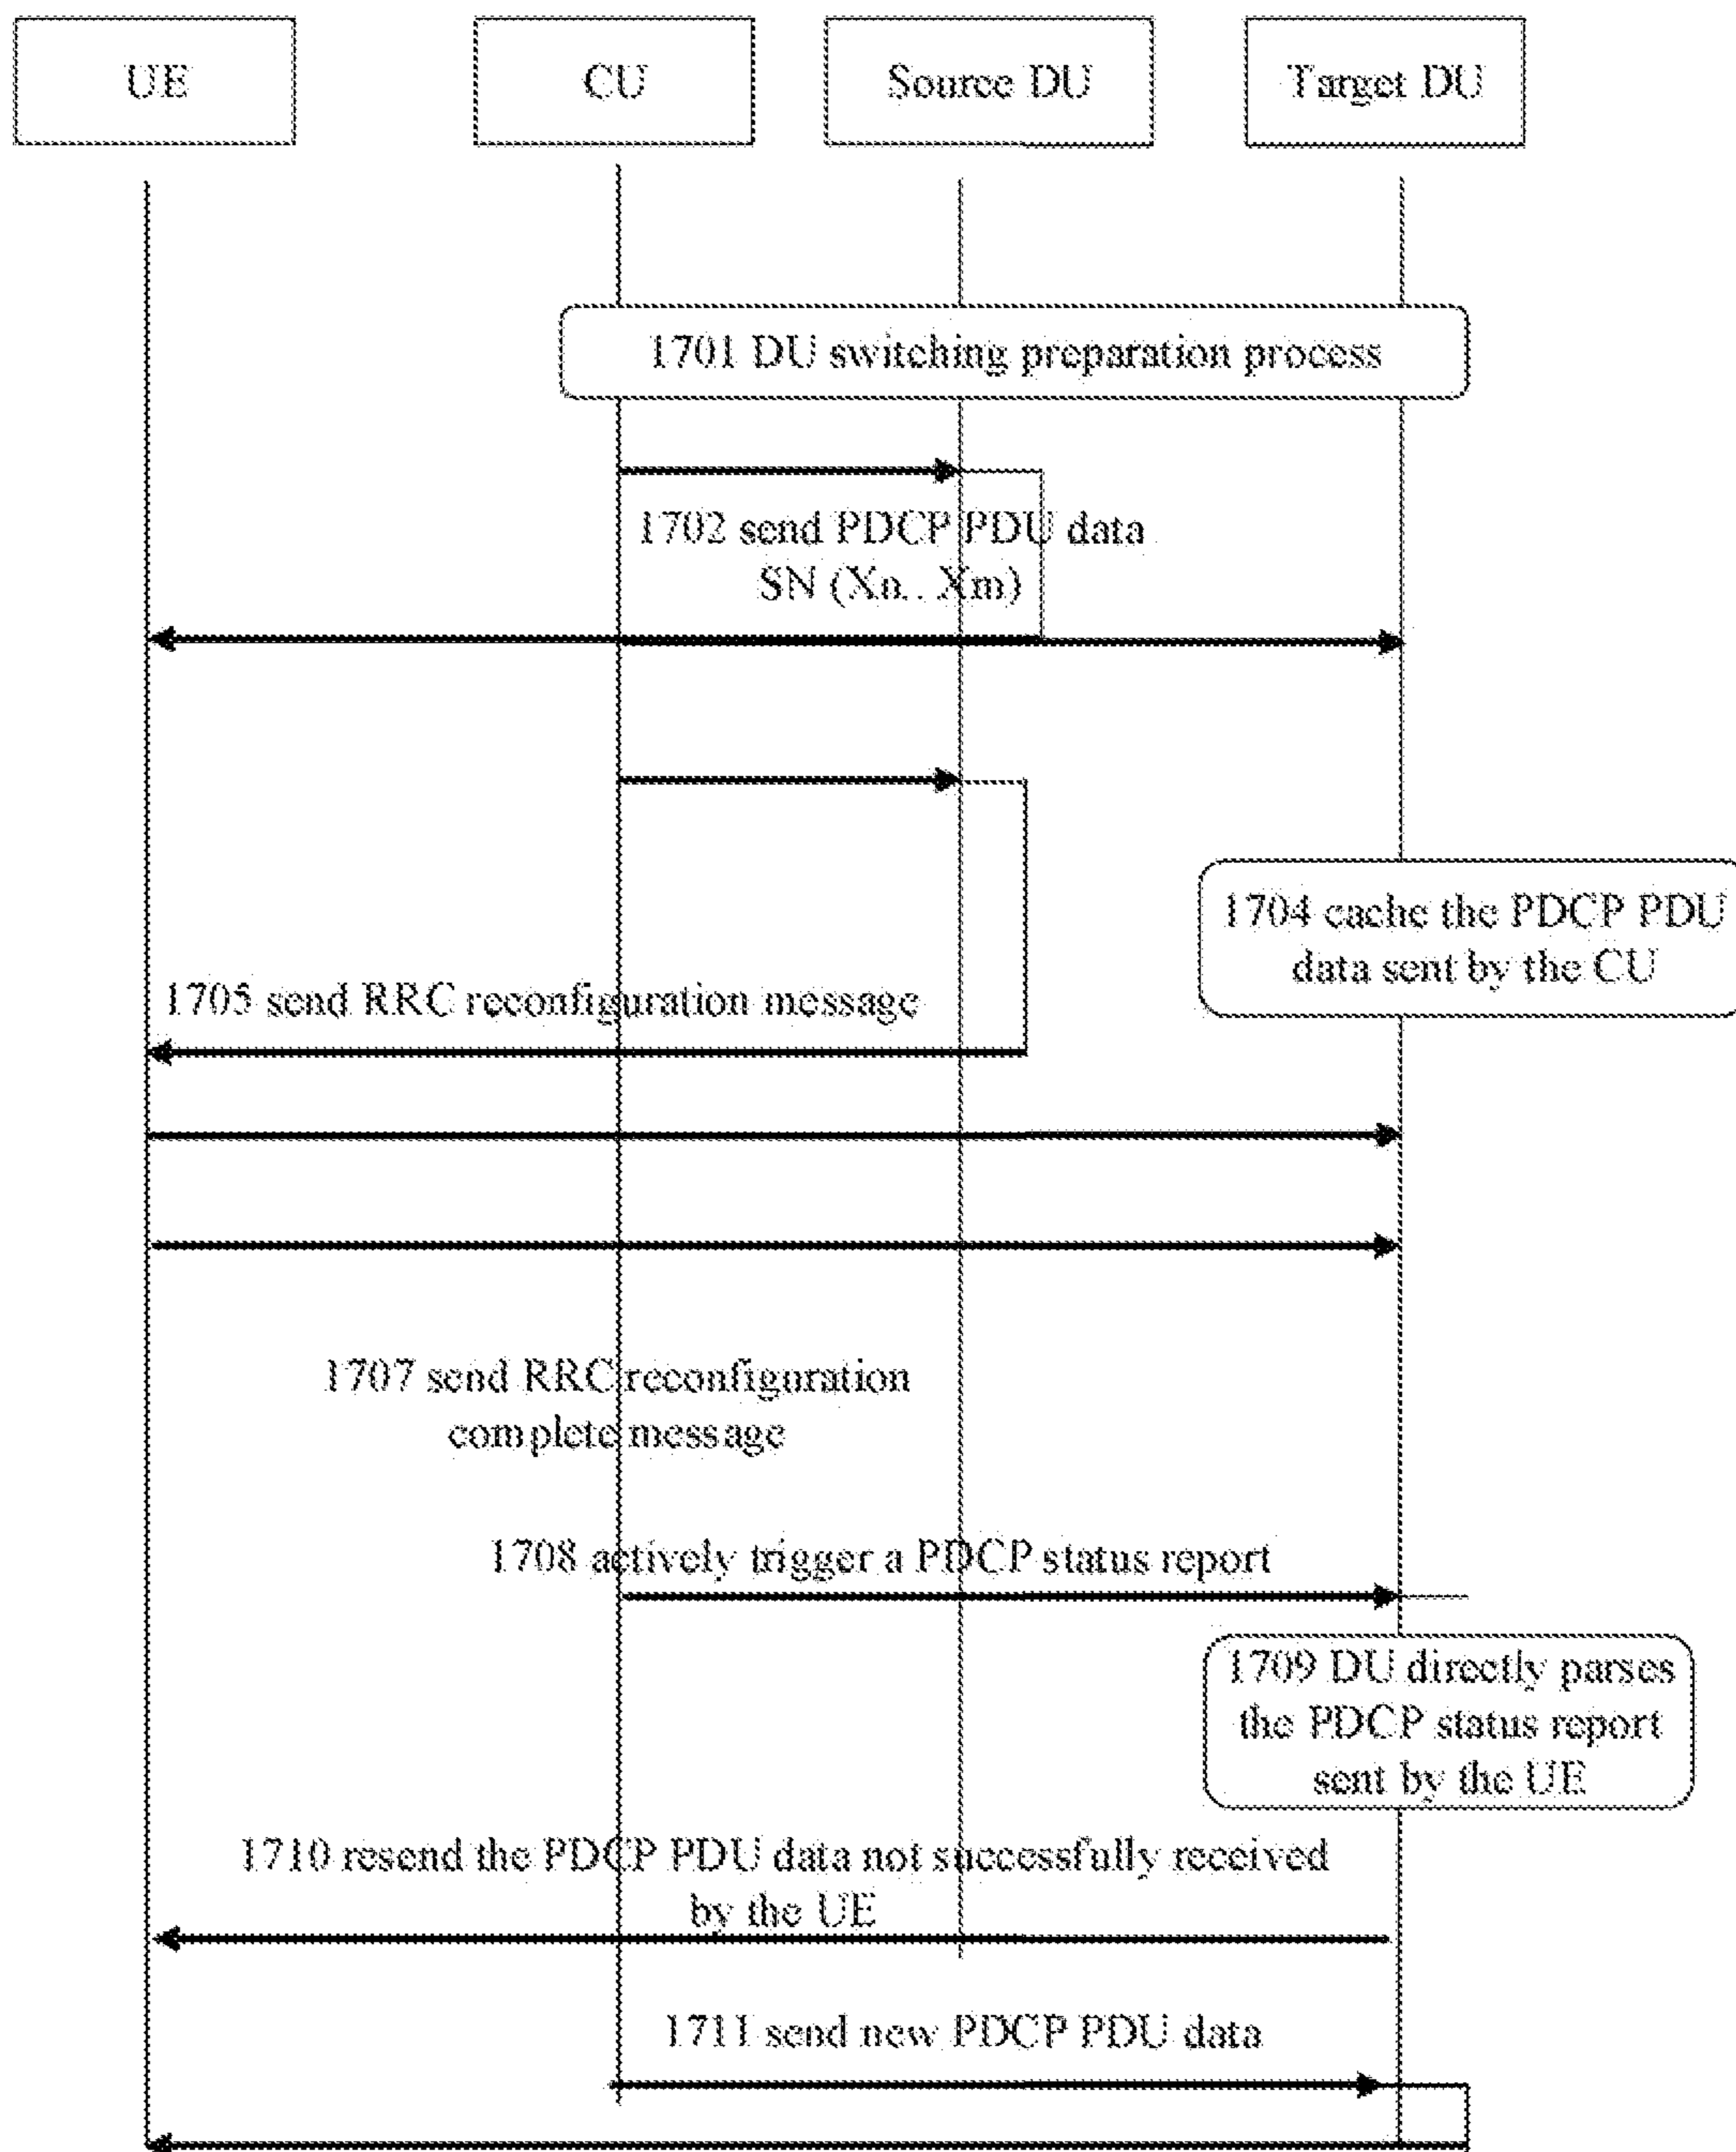 UE
CU
Source DU
Target DU
1701 DU switching preparation process
1702 send PDCP PDU data
SN (Xn.. Xm)
1704 cache the PDCP PDU
data sent by the CU
1705 send RRC reconfiguration message
1707 send RRC reconfiguration
complete message
1708 actively trigger a PDCP status report
1709 DU directly parses
the PDCP status report
sent by the UE
1710 resend the PDCP PDU data not successfully received
by the UE
1711 send new PDCP PDU data